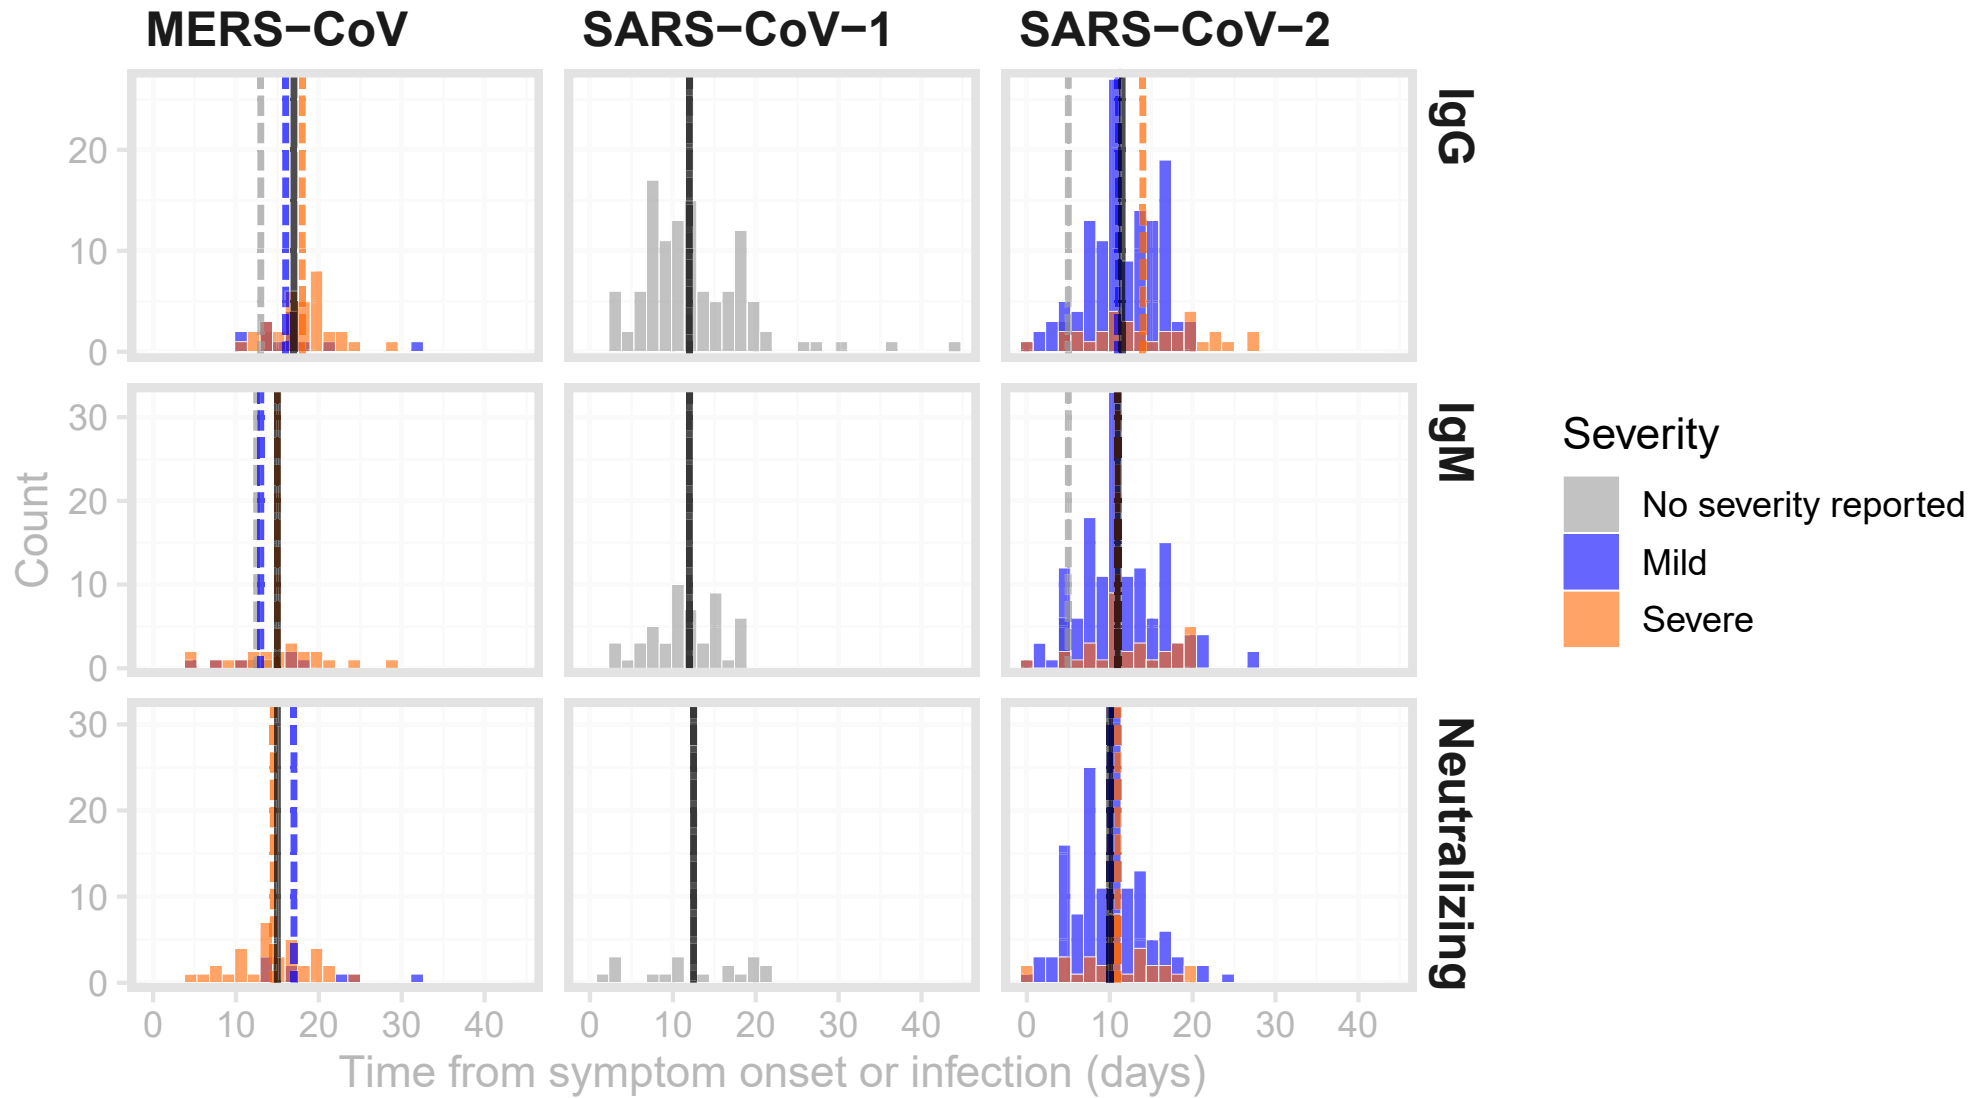 MERS−CoV SARS−CoV−1 SARS−CoV−2
20
10
0
IgG
30
20
10
0
IgM
30
20
10
0
Neutralizing
Count
0 10 20 30 40 0 10 20 30 40 0 10 20 30 40
Time from symptom onset or infection (days)
Severity
No severity reported
Mild
Severe